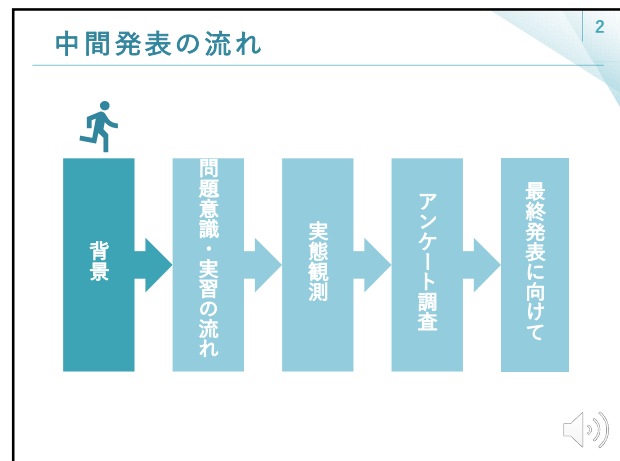 2
中間発表の流れ
背景
問題意識・実習の流れ
実態観測
アンケート調査
最終発表に向けて